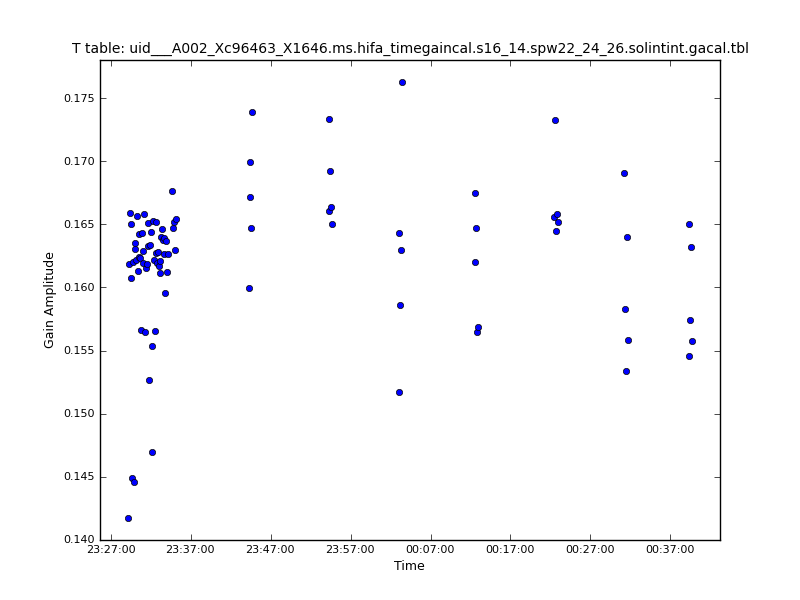 T table: uid___A002_Xc96463_X1646.ms.hifa_timegaincal.s16_14.spw22_24_26.solintint.gacal.tbl
0.175
0.170
0.165
0.160
0.155
0.150
0.145
0.140
Gain Amplitude
23:27:00 23:37:00 23:47:00 23:57:00 00:07:00 00:17:00 00:27:00 00:37:00
Time